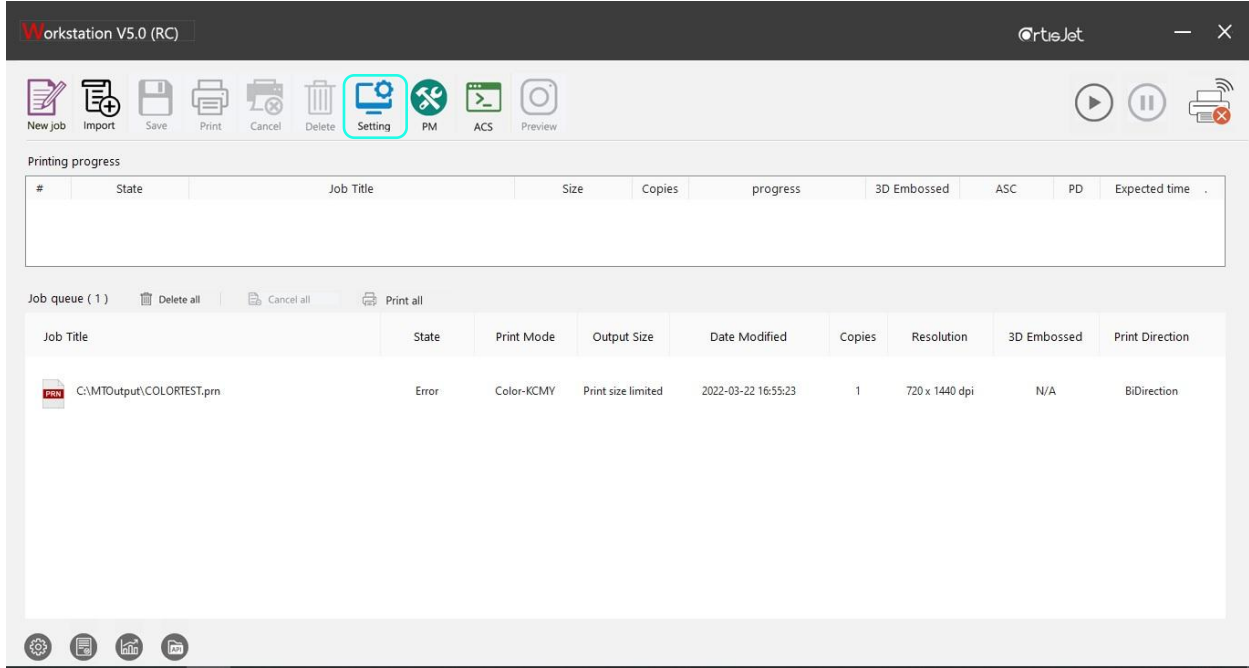 Workstation V5.0 (RC)
ArtisJet
New job Import Save Print Cancel Delete Setting PM ACS Preview
Printing progress
# State Job Title Size Copies progress 3D Embossed ASC PD Expected time .
Job queue ( 1 ) Delete all Cancel all Print all
Job Title State Print Mode Output Size Date Modified Copies Resolution 3D Embossed Print Direction
PRN C:\MTOutput\COLORTEST.prn Error Color-KCMY Print size limited 2022-03-22 16:55:23 1 720 x 1440 dpi N/A BiDirection
API